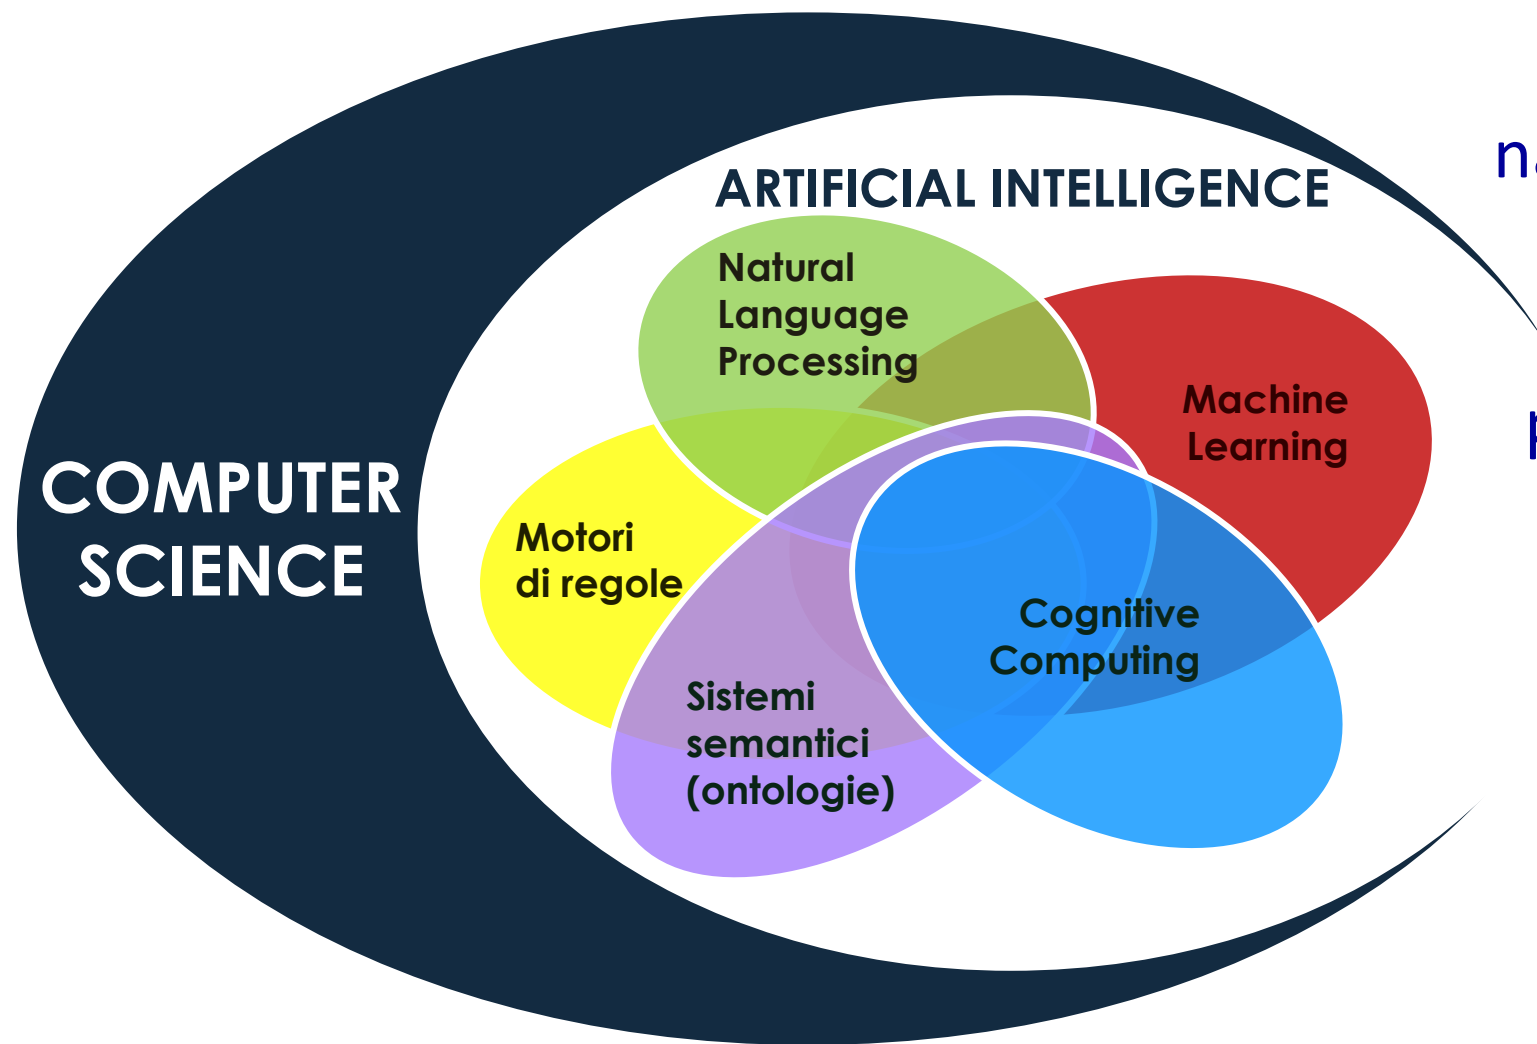 ARTIFICIAL INTELLIGENCE
Natural
Language
Processing
Machine
Learning
COMPUTER
SCIENCE
Motori
di regole
Cognitive
Computing
Sistemi
semantici
(ontologie)